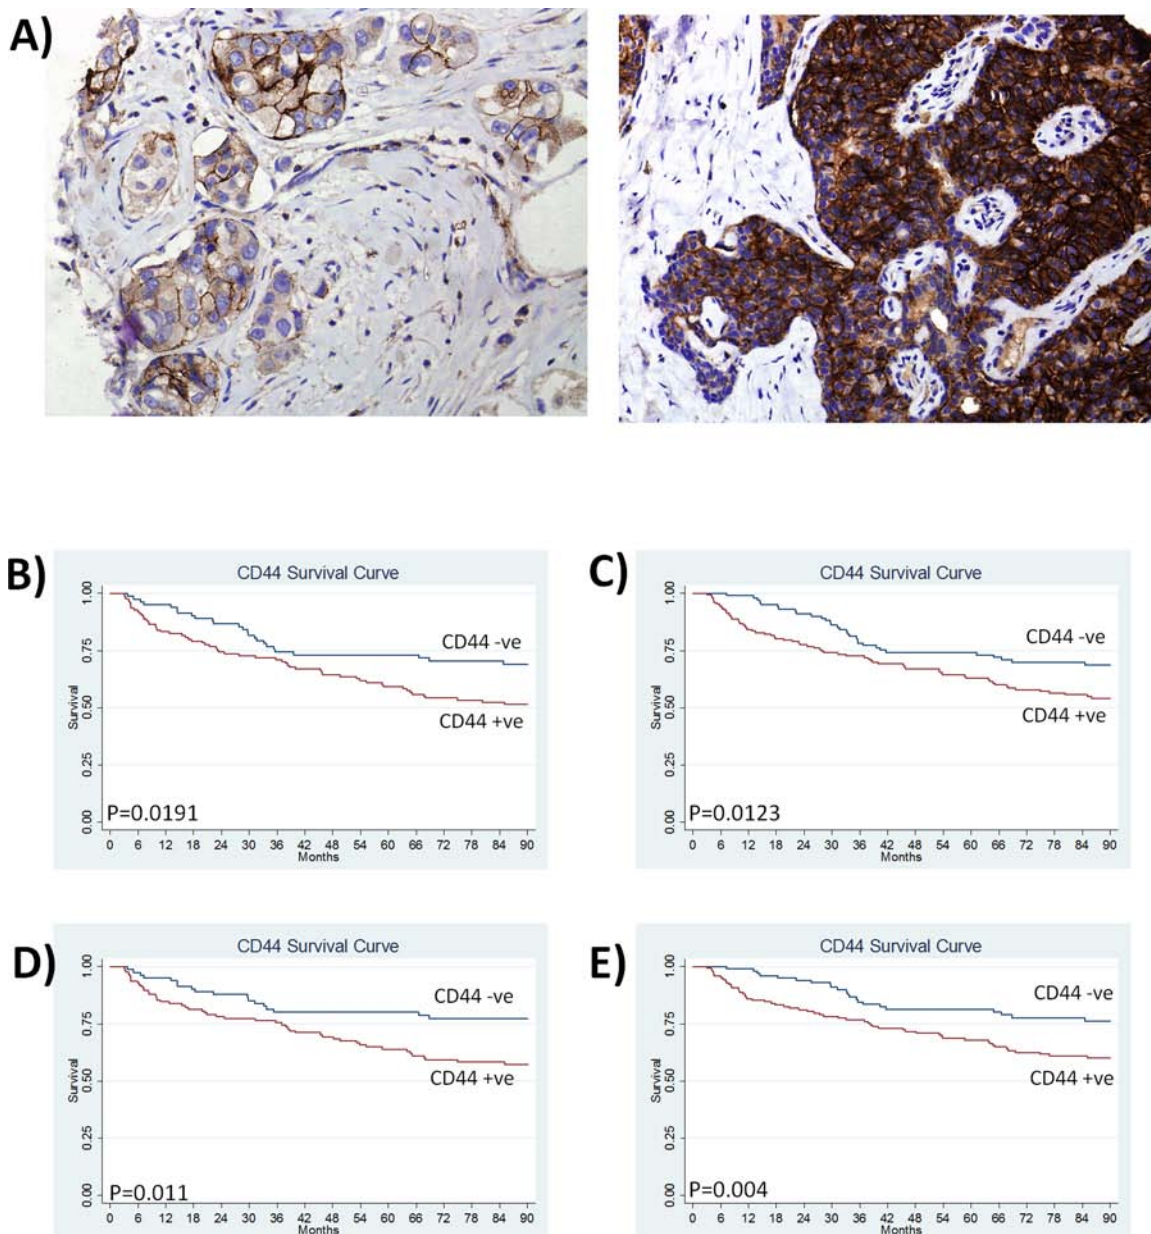 A)
B)
CD44 Survival Curve
1.00
0.75
0.50
0.25
0.00
Survival
CD44 -ve
CD44 +ve
P=0.0191
0 6 12 18 24 30 36 42 48 54 60 66 72 78 84 90
Months
C)
CD44 Survival Curve
1.00
0.75
0.50
0.25
0.00
Survival
CD44 -ve
CD44 +ve
P=0.0123
0 6 12 18 24 30 36 42 48 54 60 66 72 78 84 90
Months
D)
CD44 Survival Curve
1.00
0.75
0.50
0.25
0.00
Survival
CD44 -ve
CD44 +ve
P=0.011
0 6 12 18 24 30 36 42 48 54 60 66 72 78 84 90
Months
E)
CD44 Survival Curve
1.00
0.75
0.50
0.25
0.00
Survival
CD44 -ve
CD44 +ve
P=0.004
0 6 12 18 24 30 36 42 48 54 60 66 72 78 84 90
Months